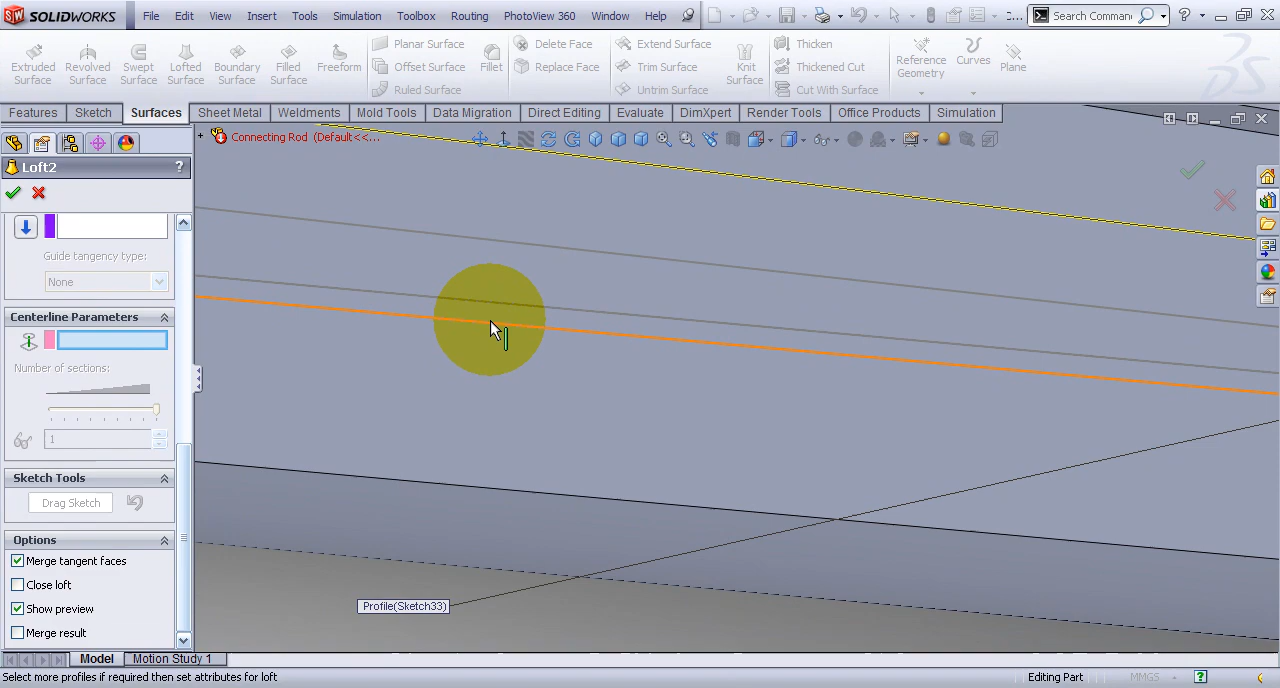 SOLIDWORKS File Edit View Insert Tools Simulation Toolbox Routing PhotoView 360 Window Help C... Search Comman ?
Extruded Surface
Revolved Surface
Swept Surface
Lofted Surface
Boundary Surface
Filled Surface
Freeform
Planar Surface
Offset Surface
Ruled Surface
Fillet
Delete Face
Replace Face
Extend Surface
Trim Surface
Untrim Surface
Knit Surface
Thicken
Thickened Cut
Cut With Surface
Reference Geometry
Curves
Plane
Features Sketch Surfaces Sheet Metal Weldments Mold Tools Data Migration Direct Editing Evaluate DimXpert Render Tools Office Products Simulation
Connecting Rod (Default<<...
Loft2 ?
Guide tangency type:
None
Centerline Parameters
Number of sections:
1
Sketch Tools
Drag Sketch
Options
Merge tangent faces
Close loft
Show preview
Merge result
Profile(Sketch33)
Model Motion Study 1
Select more profiles if required then set attributes for loft Editing Part MMGS ?